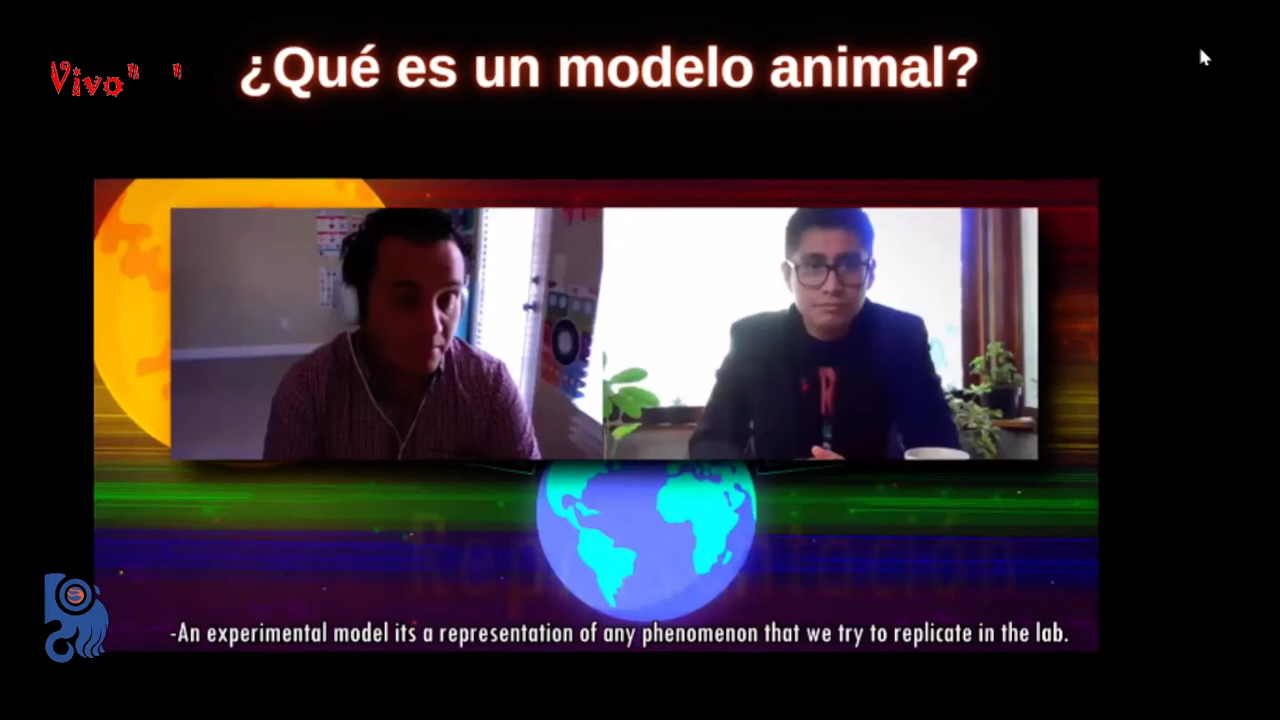 ¿Qué es un modelo animal?
Vivo" "
R
-An experimental model its a representation of any phenomenon that we try to replicate in the lab.